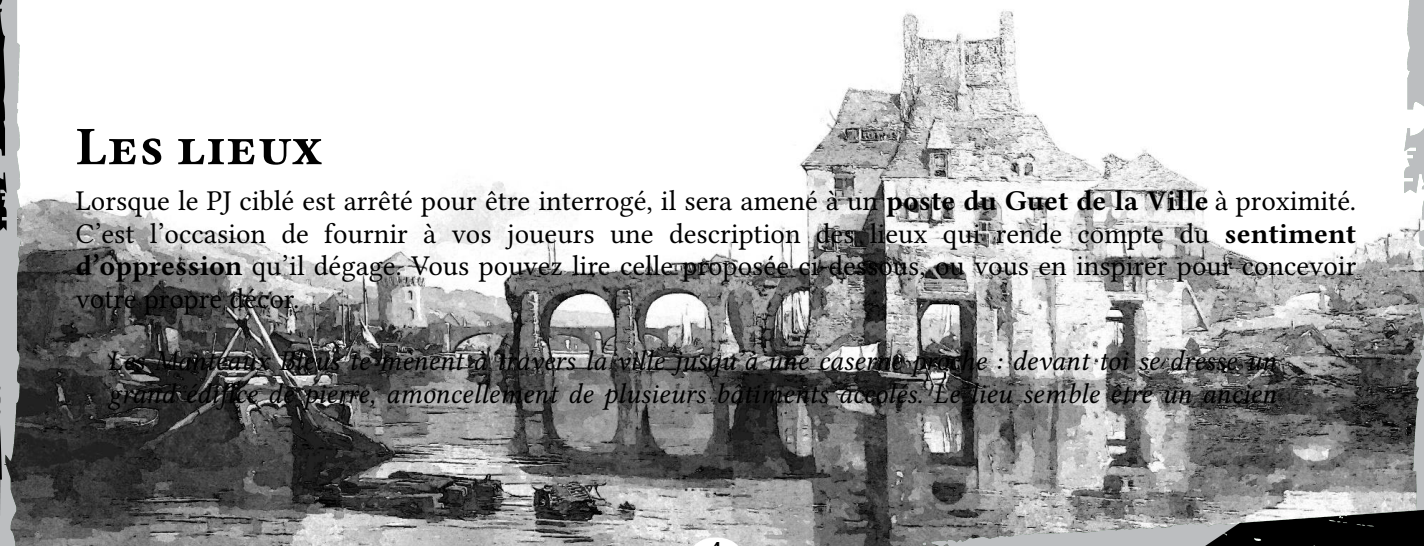 LES LIEUX
Lorsque le PJ ciblé est arrêté pour être interrogé, il sera amené à un poste du Guet de la Ville à proximité.
C’est l’occasion de fournir à vos joueurs une description des lieux qui rende compte du sentiment
d’oppression qu’il dégage. Vous pouvez lire celle proposée ci-dessous, ou vous en inspirer pour concevoir
votre propre décor.
Les Manteaux Bleus te mènent à travers la ville jusqu’à une caserne proche : devant toi se dresse un
grand édifice de pierre, amoncellement de plusieurs bâtiments accolés. Le lieu semble être un ancien